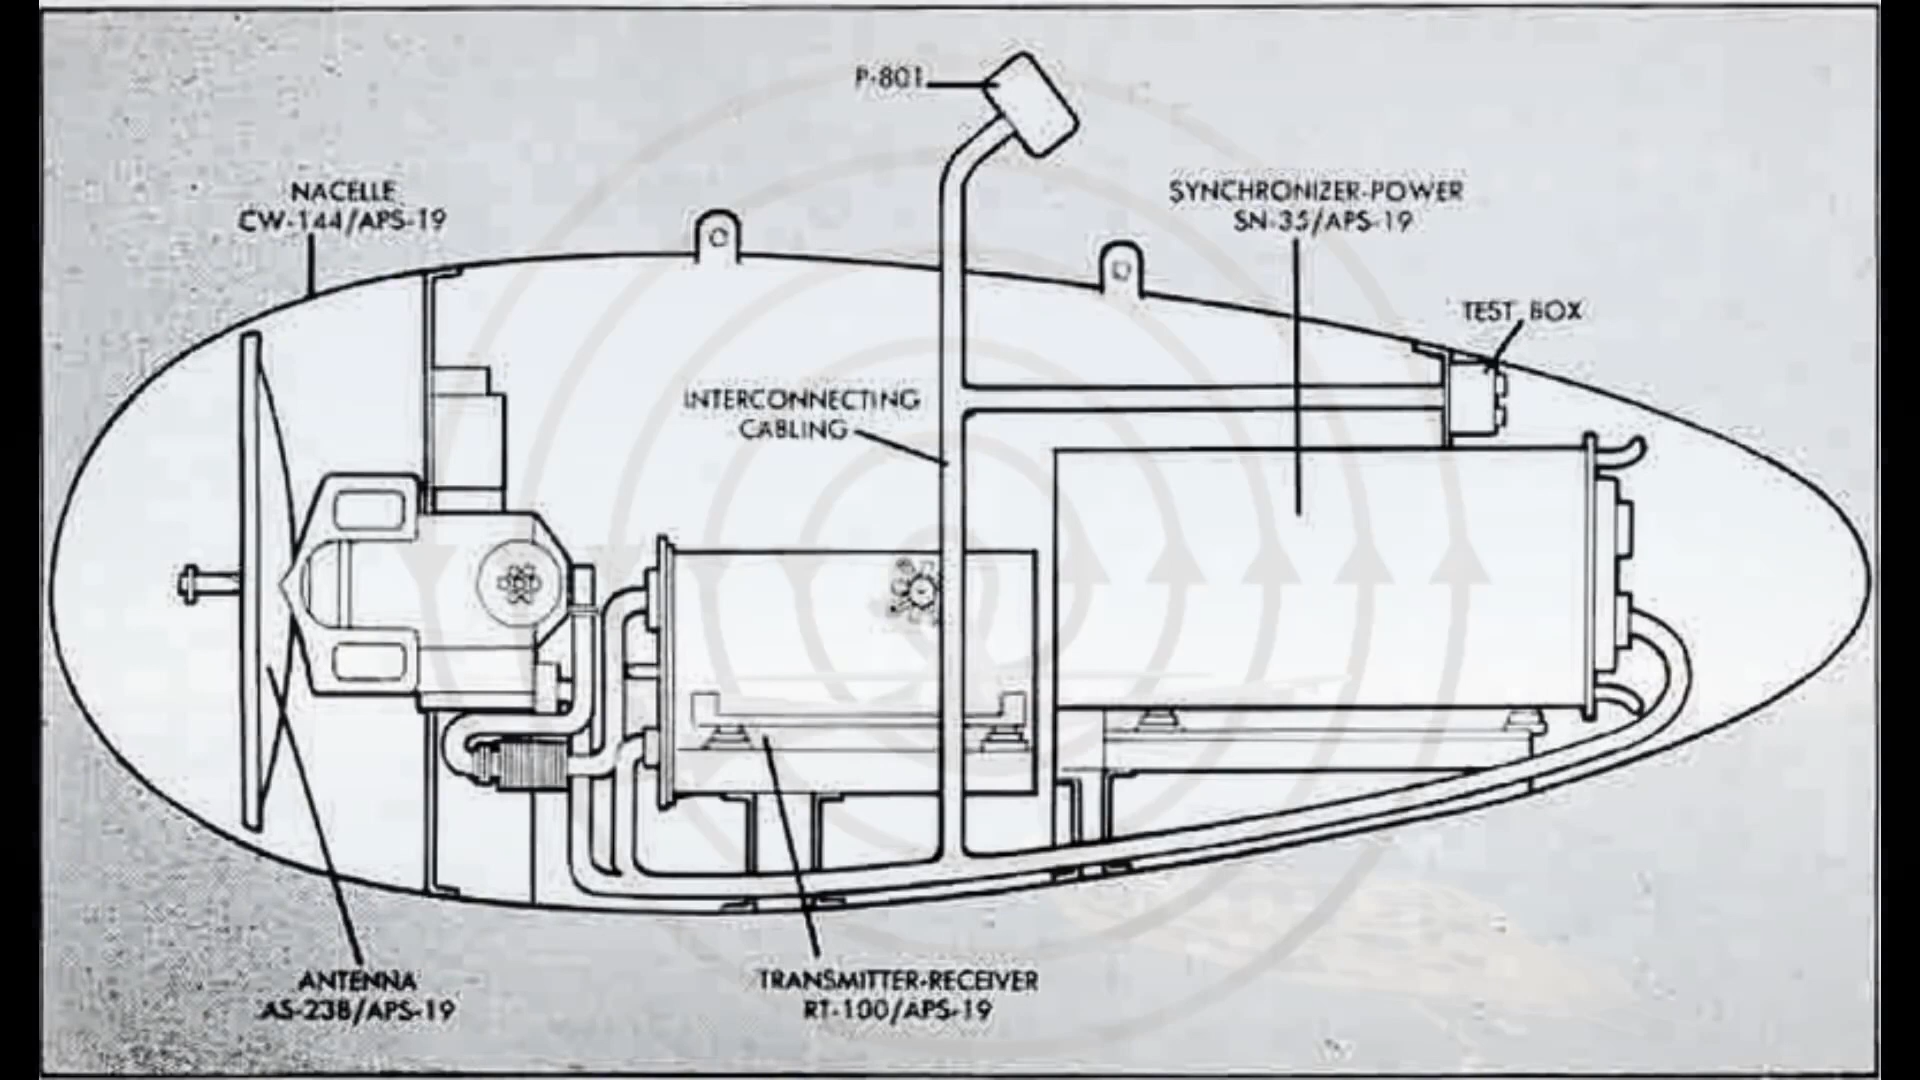 P-801
NACELLE
CW-144/APS-19
SYNCHRONIZER-POWER
SN-35/APS-19
TEST BOX
INTERCONNECTING
CABLING
ANTENNA
AS-238/APS-19
TRANSMITTER-RECEIVER
RT-100/APS-19